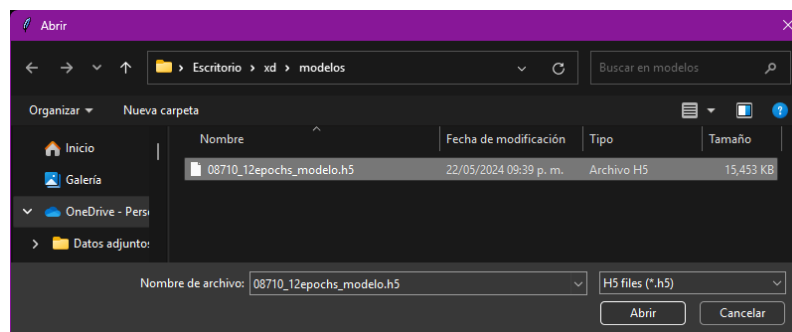 Abrir
Escritorio > xd > modelos
Buscar en modelos
Organizar
Nueva carpeta
Nombre
Fecha de modificación
Tipo
Tamaño
Inicio
08710_12epochs_modelo.h5
22/05/2024 09:39 p. m.
Archivo H5
15,453 KB
Galería
OneDrive - Pers
Datos adjuntos
Nombre de archivo:
08710_12epochs_modelo.h5
H5 files (*.h5)
Abrir
Cancelar